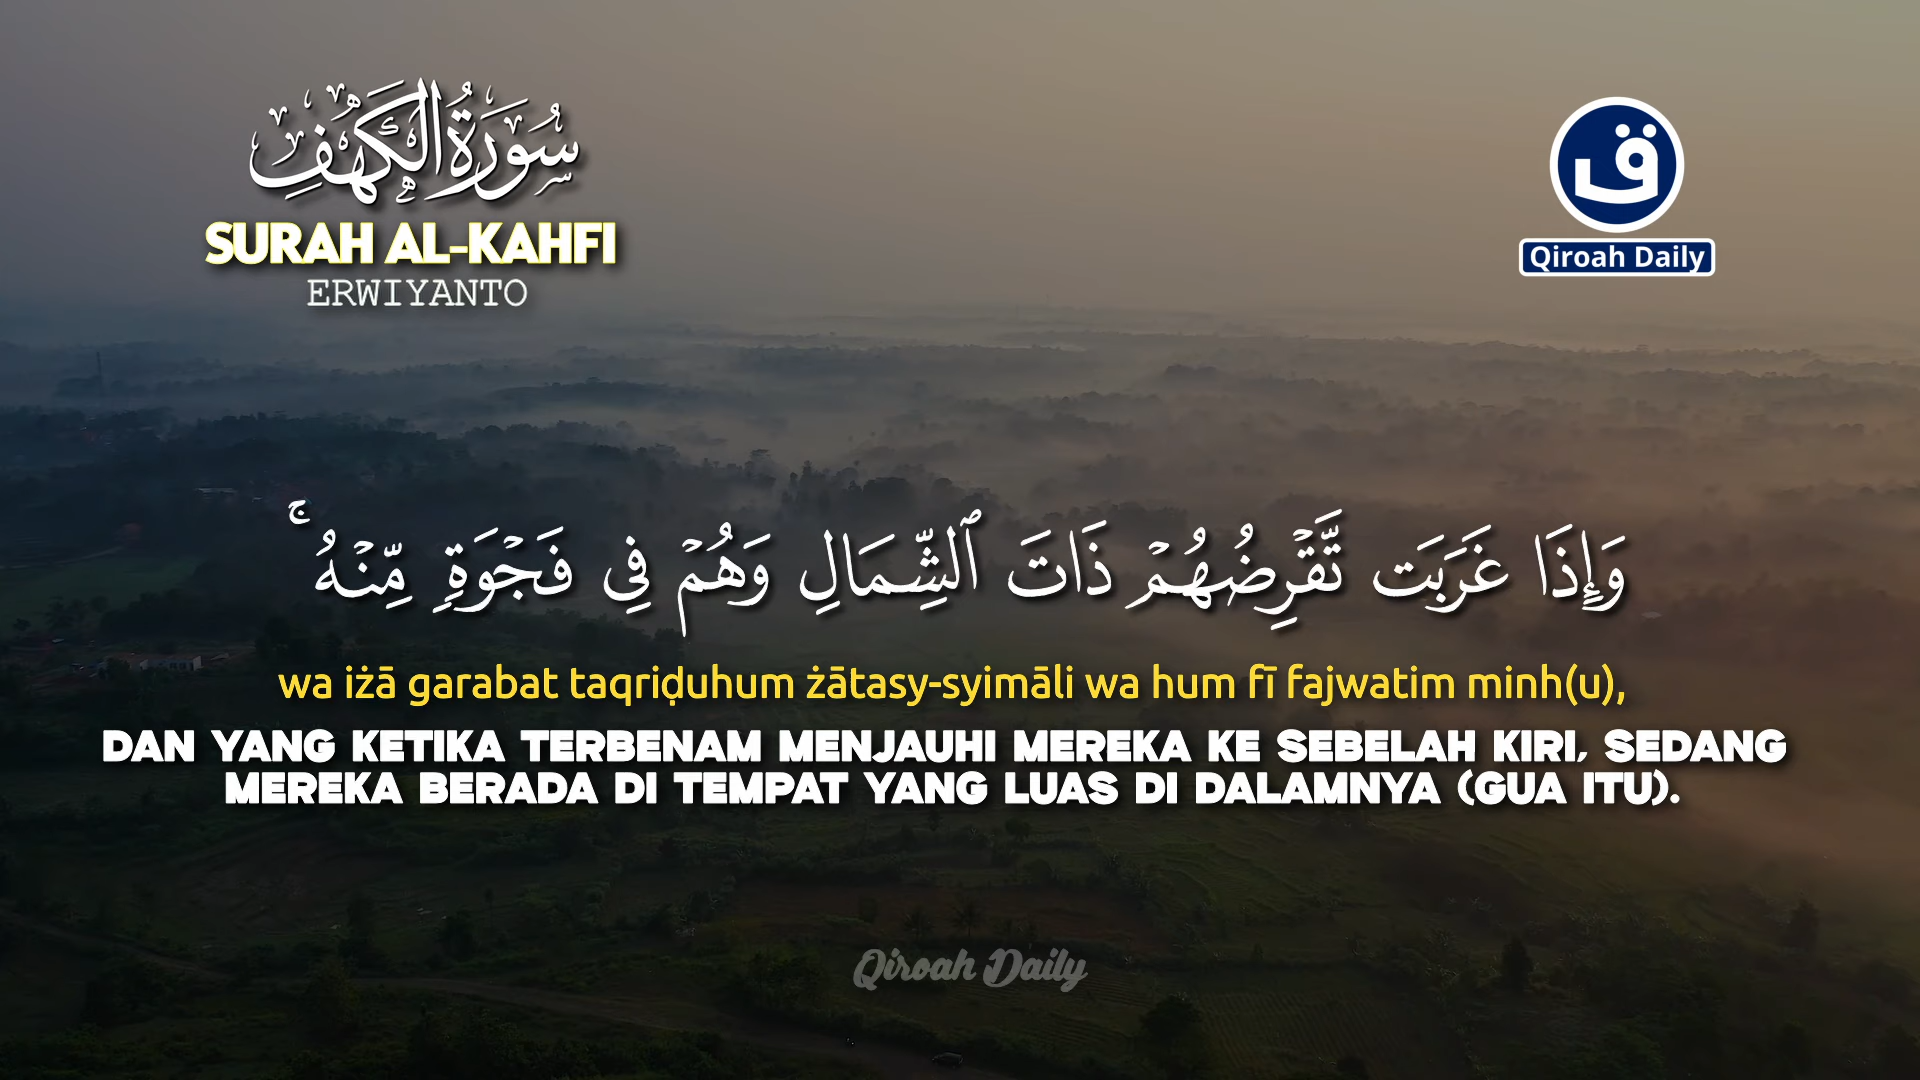 سُورَةُ الكَهْفِ
SURAH AL-KAHFI
ERWIYANTO
ق
Qiroah Daily
وَإِذَا غَرَبَت تَّقْرِضُهُمْ ذَاتَ ٱلشِّمَالِ وَهُمْ فِى فَجْوَةٍ مِّنْهُ ۚ
wa iżā garabat taqriḍuhum żātasy-syimāli wa hum fī fajwatim minh(u),
DAN YANG KETIKA TERBENAM MENJAUHI MEREKA KE SEBELAH KIRI, SEDANG
MEREKA BERADA DI TEMPAT YANG LUAS DI DALAMNYA (GUA ITU).
Qiroah Daily